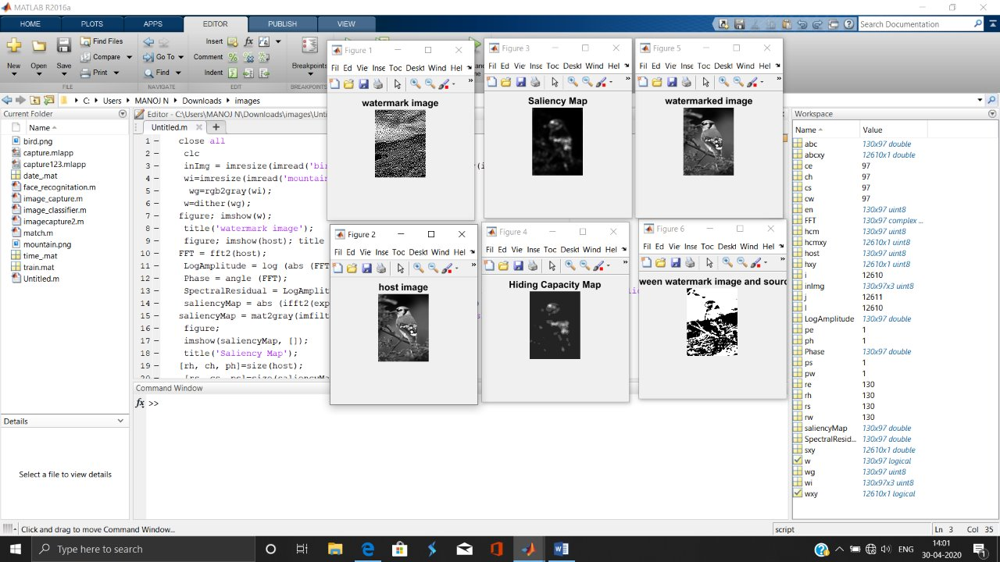 MATLAB R2016a
HOME PLOTS APPS EDITOR PUBLISH VIEW
Search Documentation
New Open Save
Find Files
Compare
Print
FILE
Go To
Find
NAVIGATE
Insert
Comment
Indent
EDIT
Breakpoints
BREAKPOINTS
C: Users MANOJ N Downloads images
Current Folder
Name
bird.png
capture.mlapp
capture123.mlapp
date_.mat
face_recognitation.m
image_capture.m
image_classifier.m
imagecapture2.m
match.m
mountain.png
time_.mat
train.mat
Untitled.m
Details
Select a file to view details
Editor - C:\Users\MANOJ N\Downloads\images\Unti
Untitled.m
1 - close all
2 - clc
3 - inImg = imresize(imread('bir
4 - wi=imresize(imread('mountain
5 - wg=rgb2gray(wi);
6 - w=dither(wg);
7 - figure; imshow(w);
8 - title('watermark image');
9 - figure; imshow(host); title
10 - FFT = fft2(host);
11 - LogAmplitude = log (abs (FFT
12 - Phase = angle (FFT);
13 - SpectralResidual = LogAmplit
14 - saliencyMap = abs (ifft2(exp
15 - saliencyMap = mat2gray(imfilt
16 - figure;
17 - imshow(saliencyMap, []);
18 - title('Saliency Map');
19 - [rh, ch, ph]=size(host);
20 - [rs, cs, ps]=size(saliencyMa
Command Window
fx >>
Figure 1
Fil Ed Vie Inse Toc Deskt Wind Hel
watermark image
Figure 3
Fil Ed Vie Inse Toc Deskt Wind Hel
Saliency Map
Figure 5
Fil Ed Vie Inse Toc Deskt Wind Hel
watermarked image
Figure 2
Fil Ed Vie Inse Toc Deskt Wind Hel
host image
Figure 4
Fil Ed Vie Inse Toc Deskt Wind Hel
Hiding Capacity Map
Figure 6
Fil Ed Vie Inse Toc Deskt Wind Hel
ween watermark image and sourc
Workspace
Name Value
abc 130x97 double
abcxy 12610x1 double
ce 97
ch 97
cs 97
cw 97
en 130x97 uint8
FFT 130x97 complex ...
hcm 130x97 uint8
hcmxy 12610x1 uint8
host 130x97 uint8
hxy 12610x1 uint8
i 12610
inImg 130x97x3 uint8
j 12611
l 12610
LogAmplitude 130x97 double
pe 1
ph 1
Phase 130x97 double
ps 1
pw 1
re 130
rh 130
rs 130
rw 130
saliencyMap 130x97 double
SpectralResid... 130x97 double
sxy 12610x1 double
w 130x97 logical
wg 130x97 uint8
wi 130x97x3 uint8
wxy 12610x1 logical
Click and drag to move Command Window...
script
Ln 3 Col 35
Type here to search
ENG
14:01
30-04-2020
1